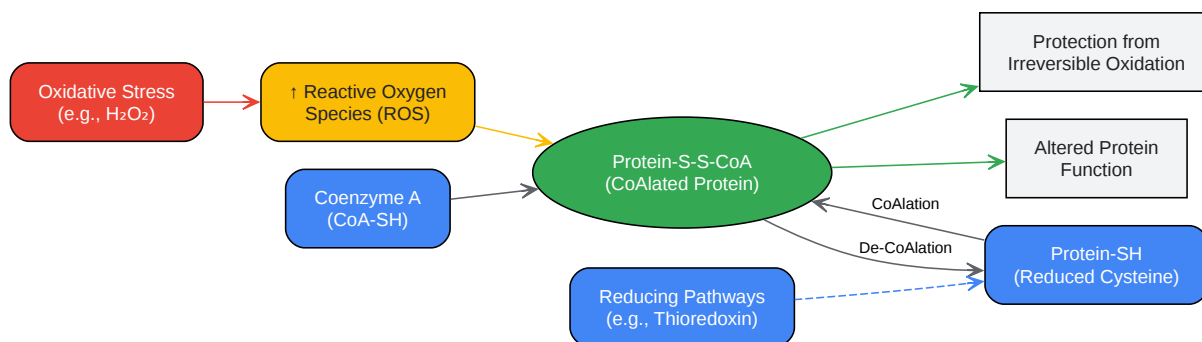 Oxidative Stress
(e.g., H₂O₂)
↑ Reactive Oxygen
Species (ROS)
Coenzyme A
(CoA-SH)
Protein-S-S-CoA
(CoAlated Protein)
Protection from
Irreversible Oxidation
Altered Protein
Function
CoAlation
De-CoAlation
Protein-SH
(Reduced Cysteine)
Reducing Pathways
(e.g., Thioredoxin)